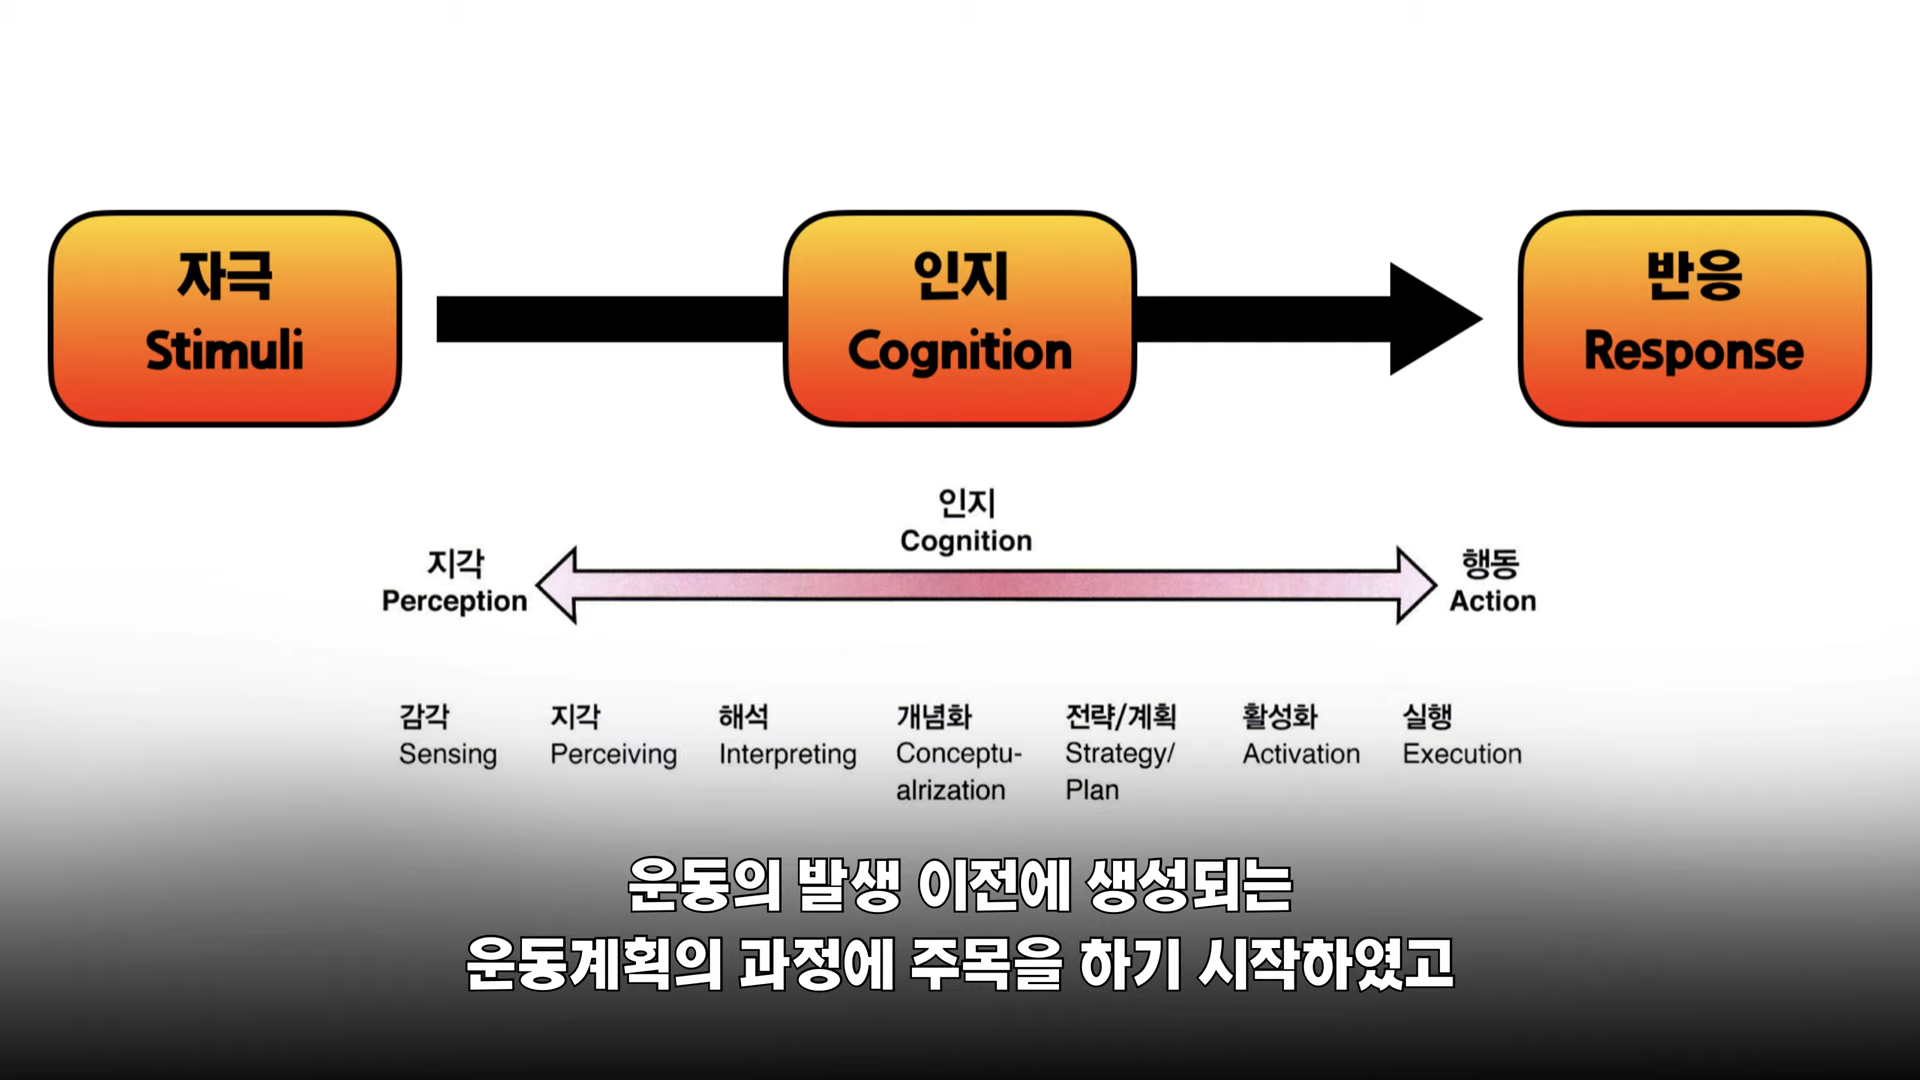 자극
Stimuli
인지
Cognition
반응
Response
인지
Cognition
지각
Perception
행동
Action
감각
Sensing
지각
Perceiving
해석
Interpreting
개념화
Conceptu-
alrization
전략/계획
Strategy/
Plan
활성화
Activation
실행
Execution
운동의 발생 이전에 생성되는
운동계획의 과정에 주목을 하기 시작하였고